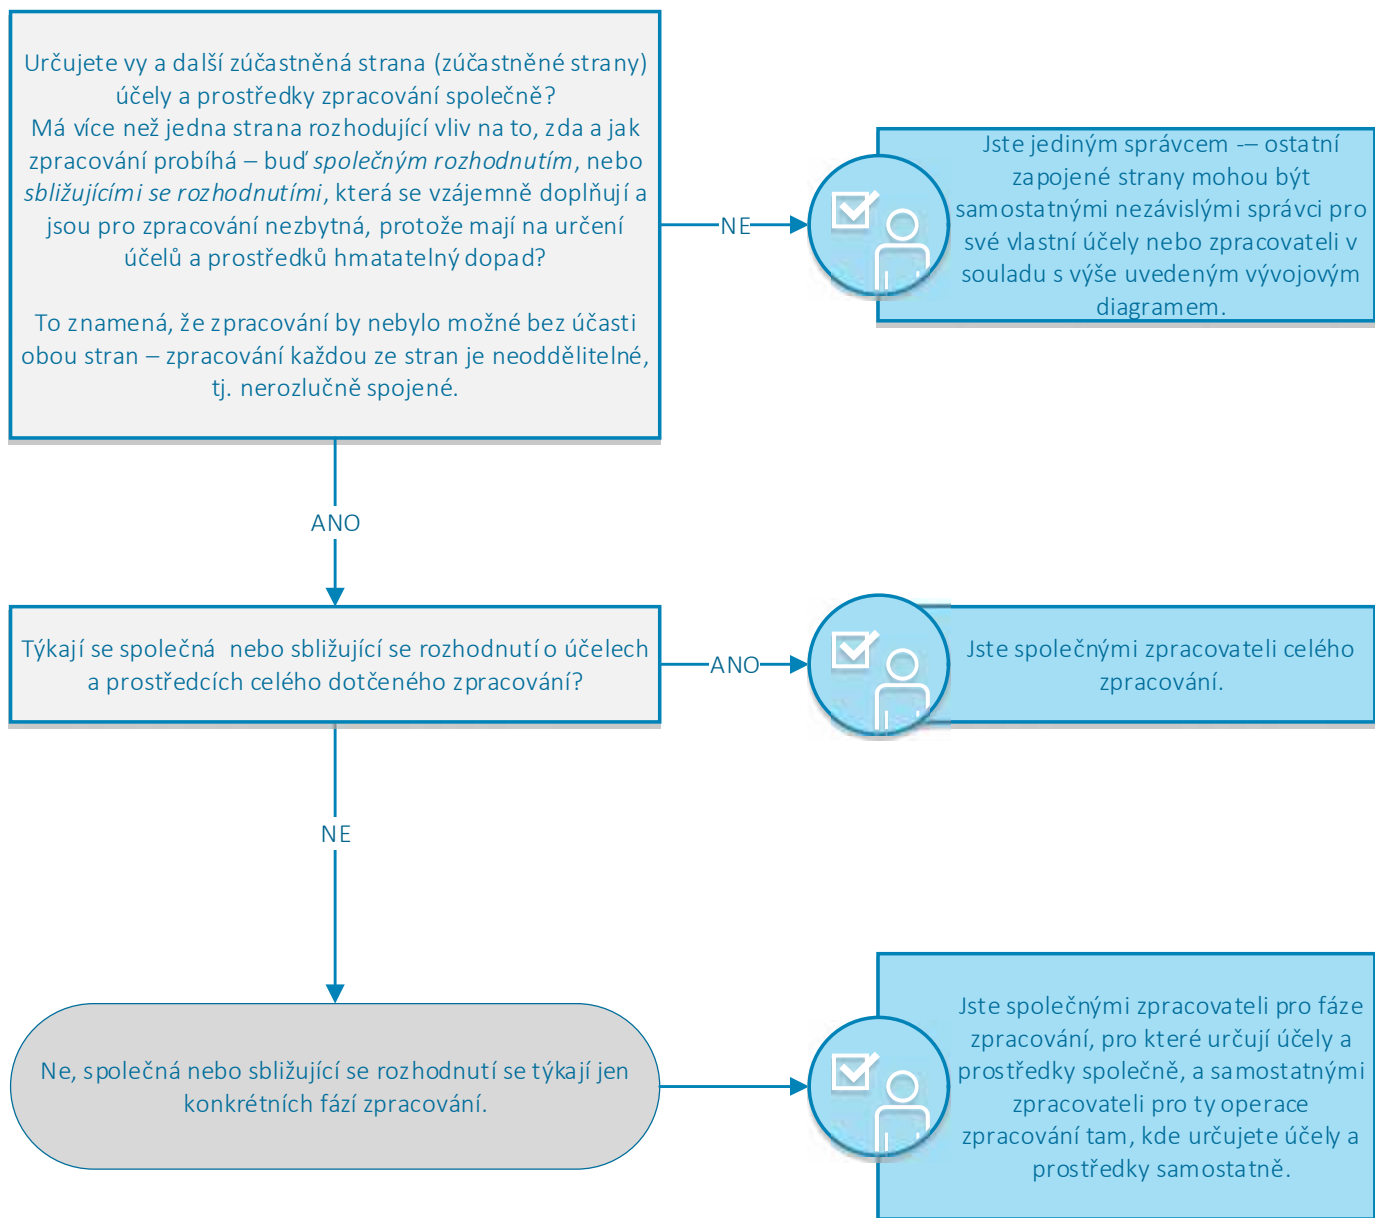 Určujete vy a další zúčastněná strana (zúčastněné strany)
účely a prostředky zpracování společně?
Má více než jedna strana rozhodující vliv na to, zda a jak
zpracování probíhá – buď společným rozhodnutím, nebo
sbližujícími se rozhodnutími, která se vzájemně doplňují a
jsou pro zpracování nezbytná, protože mají na určení
účelů a prostředků hmatatelný dopad?
To znamená, že zpracování by nebylo možné bez účasti
obou stran – zpracování každou ze stran je neoddělitelné,
tj. nerozlučně spojené.
NE
Jste jediným správcem -– ostatní
zapojené strany mohou být
samostatnými nezávislými správci pro
své vlastní účely nebo zpracovateli v
souladu s výše uvedeným vývojovým
diagramem.
ANO
Týkají se společná  nebo sbližující se rozhodnutí o účelech
a prostředcích celého dotčeného zpracování?
ANO
Jste společnými zpracovateli celého
zpracování.
NE
Ne, společná nebo sbližující se rozhodnutí se týkají jen
konkrétních fází zpracování.
Jste společnými zpracovateli pro fáze
zpracování, pro které určují účely a
prostředky společně, a samostatnými
zpracovateli pro ty operace
zpracování tam, kde určujete účely a
prostředky samostatně.